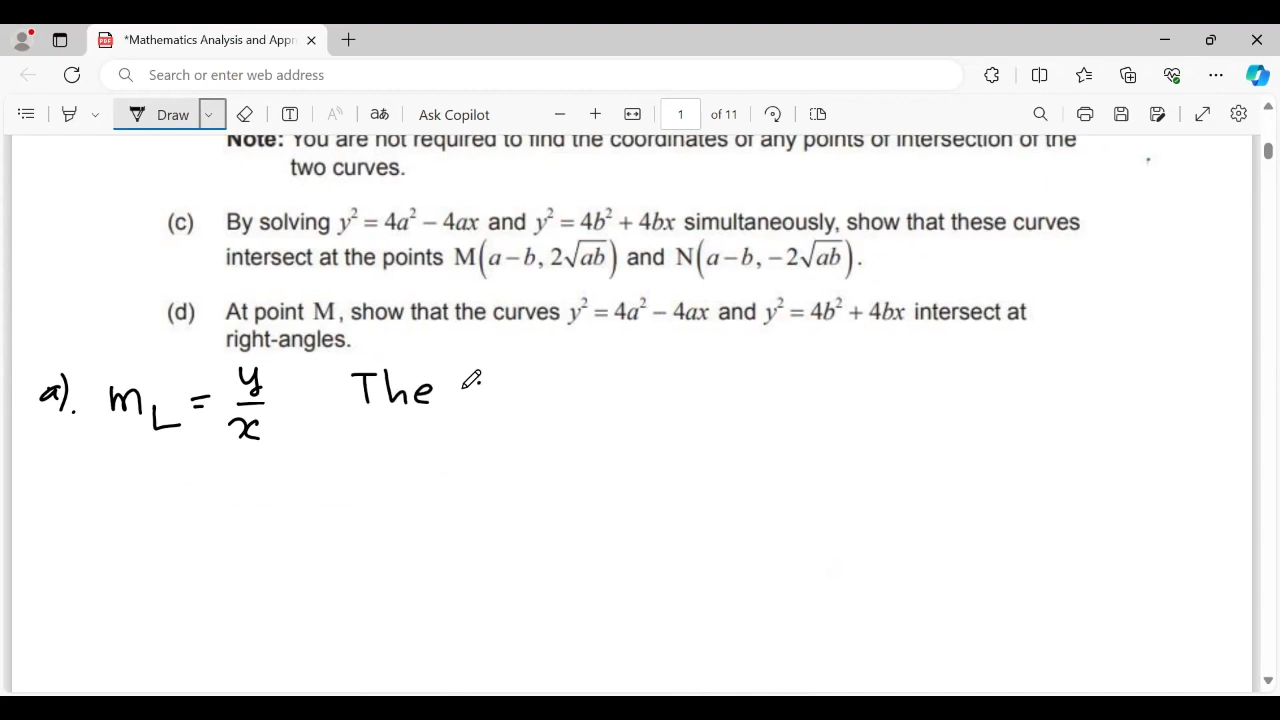 *Mathematics Analysis and Appr
Search or enter web address
Draw
aあ
Ask Copilot
1 of 11
Note: You are not required to find the coordinates of any points of intersection of the
two curves.
(c) By solving y² = 4a² − 4ax and y² = 4b² + 4bx simultaneously, show that these curves
intersect at the points M(a−b, 2√ab) and N(a−b, −2√ab).
(d) At point M, show that the curves y² = 4a² − 4ax and y² = 4b² + 4bx intersect at
right-angles.
a). m_L = y/x The